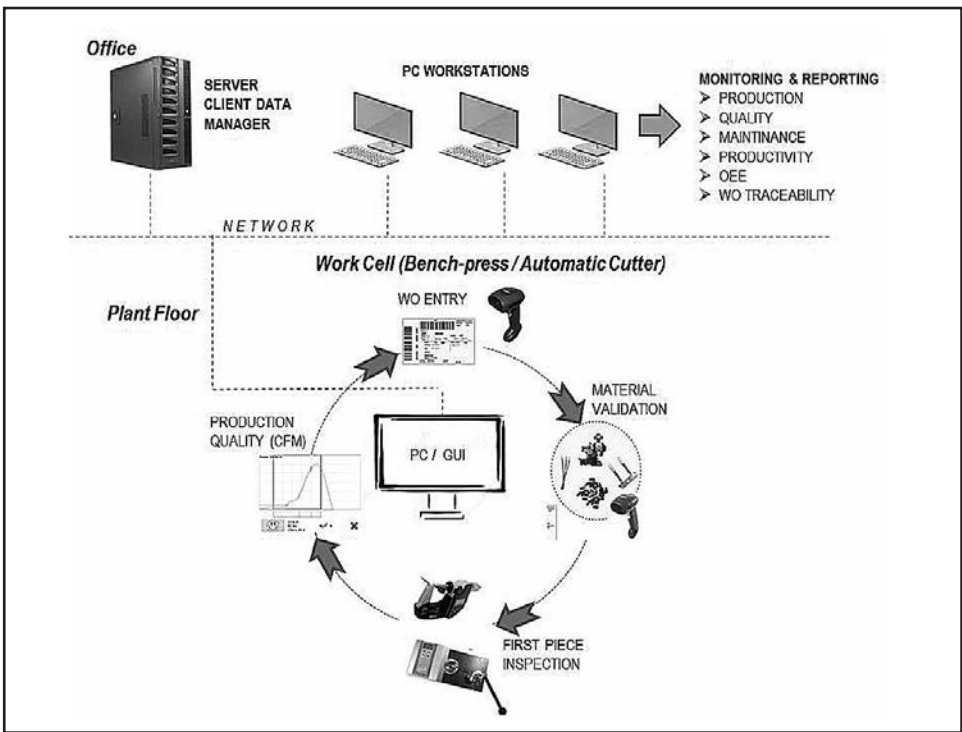 Office
SERVER
CLIENT DATA
MANAGER
PC WORKSTATIONS
MONITORING & REPORTING
➢ PRODUCTION
➢ QUALITY
➢ MAINTINANCE
➢ PRODUCTIVITY
➢ OEE
➢ WO TRACEABILITY
NETWORK
Work Cell (Bench-press / Automatic Cutter)
Plant Floor
WO ENTRY
MATERIAL
VALIDATION
PRODUCTION
QUALITY (CFM)
PC / GUI
FIRST PIECE
INSPECTION